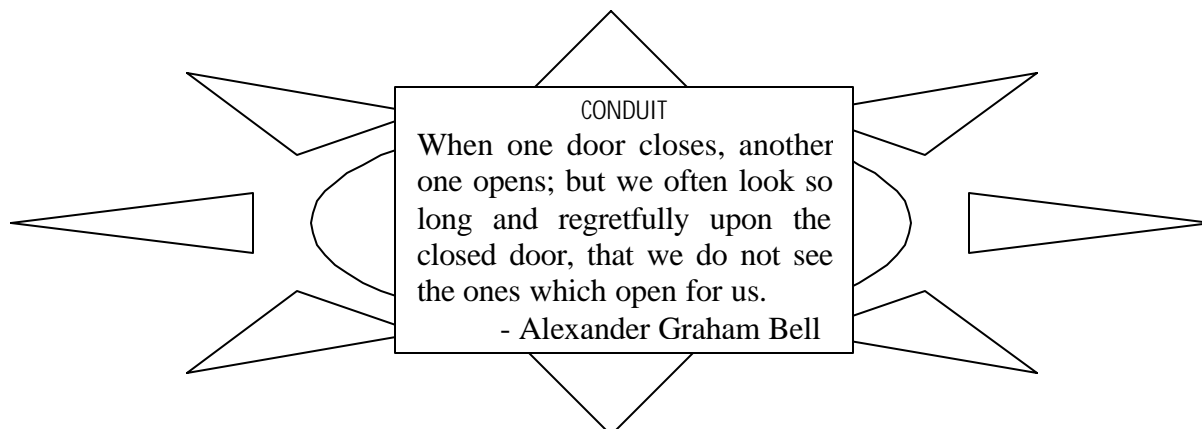 CONDUIT
When one door closes, another
one opens; but we often look so
long and regretfully upon the
closed door, that we do not see
the ones which open for us.
- Alexander Graham Bell